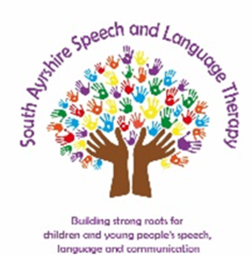 South Ayrshire Speech and Language Therapy
Building strong roots for
children and young people's speech,
language and communication